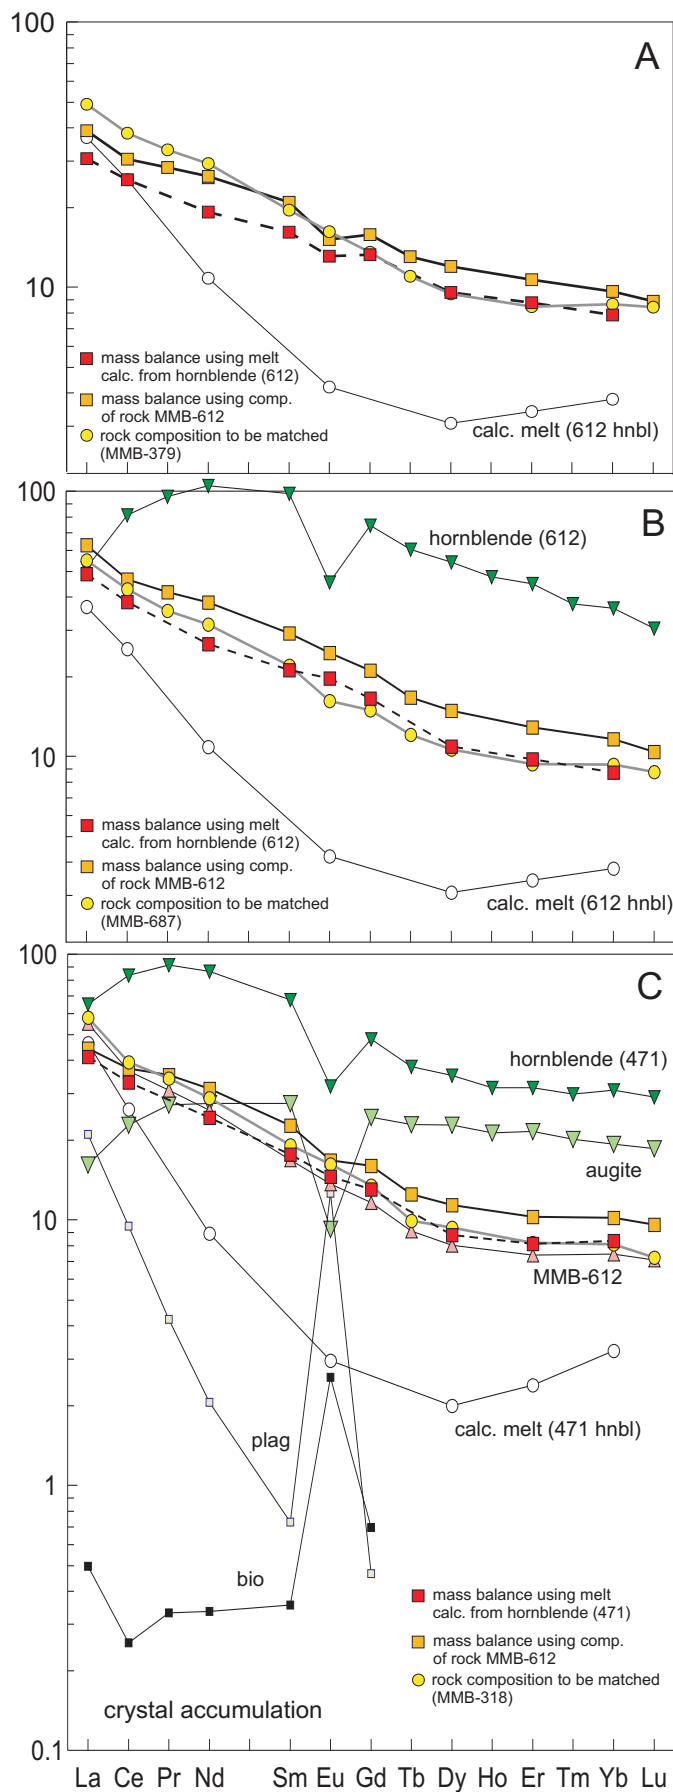 100
A
10
mass balance using melt
calc. from hornblende (612)
mass balance using comp.
of rock MMB-612
rock composition to be matched
(MMB-379)
calc. melt (612 hnbl)
100
B
hornblende (612)
10
mass balance using melt
calc. from hornblende (612)
mass balance using comp.
of rock MMB-612
rock composition to be matched
(MMB-687)
calc. melt (612 hnbl)
100
C
hornblende (471)
augite
10
MMB-612
calc. melt (471 hnbl)
plag
1
bio
mass balance using melt
calc. from hornblende (471)
mass balance using comp.
of rock MMB-612
rock composition to be matched
(MMB-318)
crystal accumulation
0.1
La Ce Pr Nd Sm Eu Gd Tb Dy Ho Er Tm Yb Lu